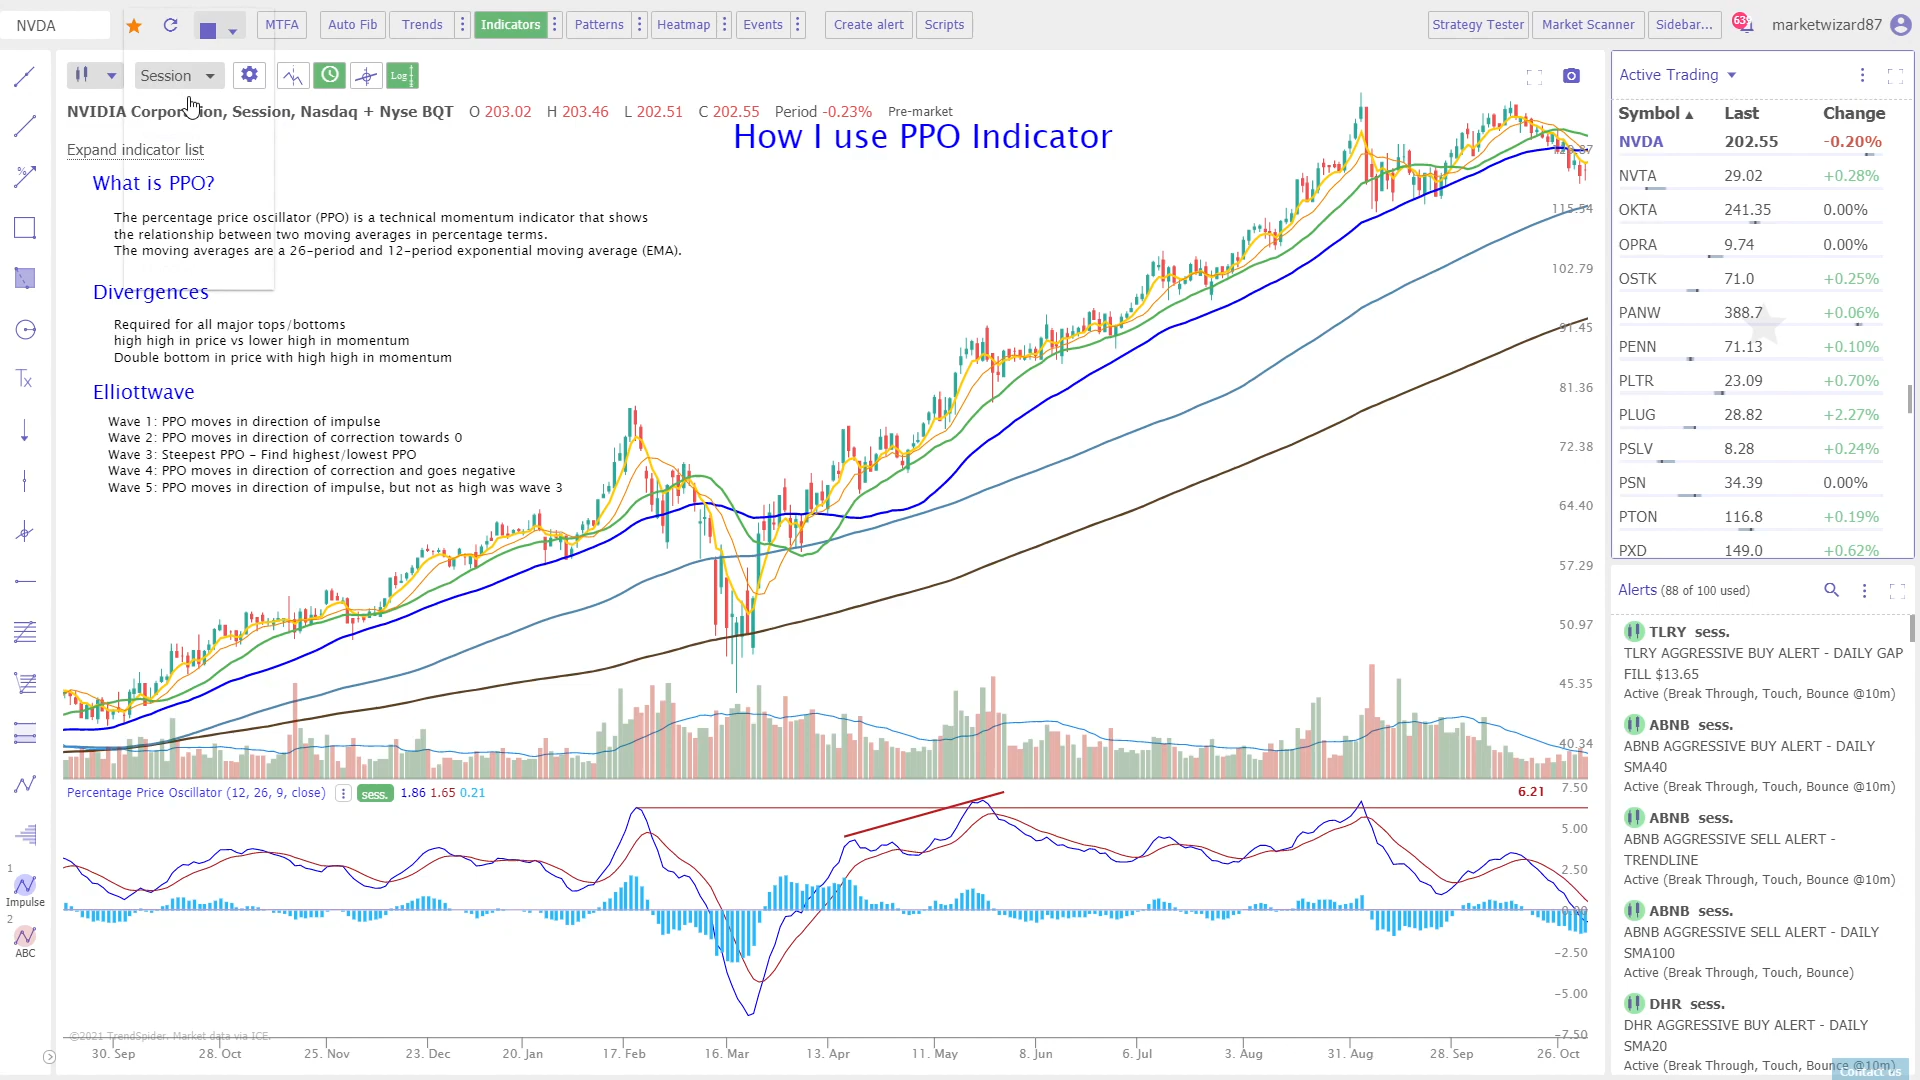 NVDA
MTFA
Auto Fib
Trends
Indicators
Patterns
Heatmap
Events
Create alert
Scripts
Strategy Tester
Market Scanner
Sidebar...
marketwizard87
Session
Log
NVIDIA Corporation, Session, Nasdaq + Nyse BQT O 203.02 H 203.46 L 202.51 C 202.55 Period -0.23% Pre-market
How I use PPO Indicator
Expand indicator list
What is PPO?
The percentage price oscillator (PPO) is a technical momentum indicator that shows
the relationship between two moving averages in percentage terms.
The moving averages are a 26-period and 12-period exponential moving average (EMA).
Divergences
Required for all major tops/bottoms
high high in price vs lower high in momentum
Double bottom in price with high high in momentum
Elliottwave
Wave 1: PPO moves in direction of impulse
Wave 2: PPO moves in direction of correction towards 0
Wave 3: Steepest PPO - Find highest/lowest PPO
Wave 4: PPO moves in direction of correction and goes negative
Wave 5: PPO moves in direction of impulse, but not as high was wave 3
115.54
102.79
91.45
81.36
72.38
64.40
57.29
50.97
45.35
40.34
Percentage Price Oscillator (12, 26, 9, close) sess. 1.86 1.65 0.21
6.21
7.50
5.00
2.50
0.00
-2.50
-5.00
-7.50
©2021 TrendSpider. Market data via ICE.
30. Sep
28. Oct
25. Nov
23. Dec
20. Jan
17. Feb
16. Mar
13. Apr
11. May
8. Jun
6. Jul
3. Aug
31. Aug
28. Sep
26. Oct
Tx
1
Impulse
2
ABC
Active Trading
Symbol Last Change
NVDA 202.55 -0.20%
NVTA 29.02 +0.28%
OKTA 241.35 0.00%
OPRA 9.74 0.00%
OSTK 71.0 +0.25%
PANW 388.7 +0.06%
PENN 71.13 +0.10%
PLTR 23.09 +0.70%
PLUG 28.82 +2.27%
PSLV 8.28 +0.24%
PSN 34.39 0.00%
PTON 116.8 +0.19%
PXD 149.0 +0.62%
Alerts (88 of 100 used)
TLRY sess.
TLRY AGGRESSIVE BUY ALERT - DAILY GAP
FILL $13.65
Active (Break Through, Touch, Bounce @10m)
ABNB sess.
ABNB AGGRESSIVE BUY ALERT - DAILY
SMA40
Active (Break Through, Touch, Bounce @10m)
ABNB sess.
ABNB AGGRESSIVE SELL ALERT -
TRENDLINE
Active (Break Through, Touch, Bounce @10m)
ABNB sess.
ABNB AGGRESSIVE SELL ALERT - DAILY
SMA100
Active (Break Through, Touch, Bounce)
DHR sess.
DHR AGGRESSIVE BUY ALERT - DAILY
SMA20
Active (Break Through, Touch, Bounce @10m)
Contact us